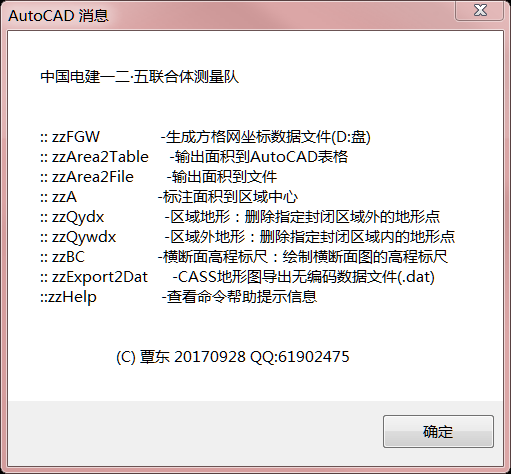 AutoCAD 消息
中国电建一二·五联合体测量队
:: zzFGW -生成方格网坐标数据文件(D:盘)
:: zzArea2Table -输出面积到AutoCAD表格
:: zzArea2File -输出面积到文件
:: zzA -标注面积到区域中心
:: zzQydx -区域地形：删除指定封闭区域外的地形点
:: zzQywdx -区域外地形：删除指定封闭区域内的地形点
:: zzBC -横断面高程标尺：绘制横断面图的高程标尺
:: zzExport2Dat -CASS地形图导出无编码数据文件(.dat)
::zzHelp -查看命令帮助提示信息
(C) 覃东 20170928 QQ:61902475
确定